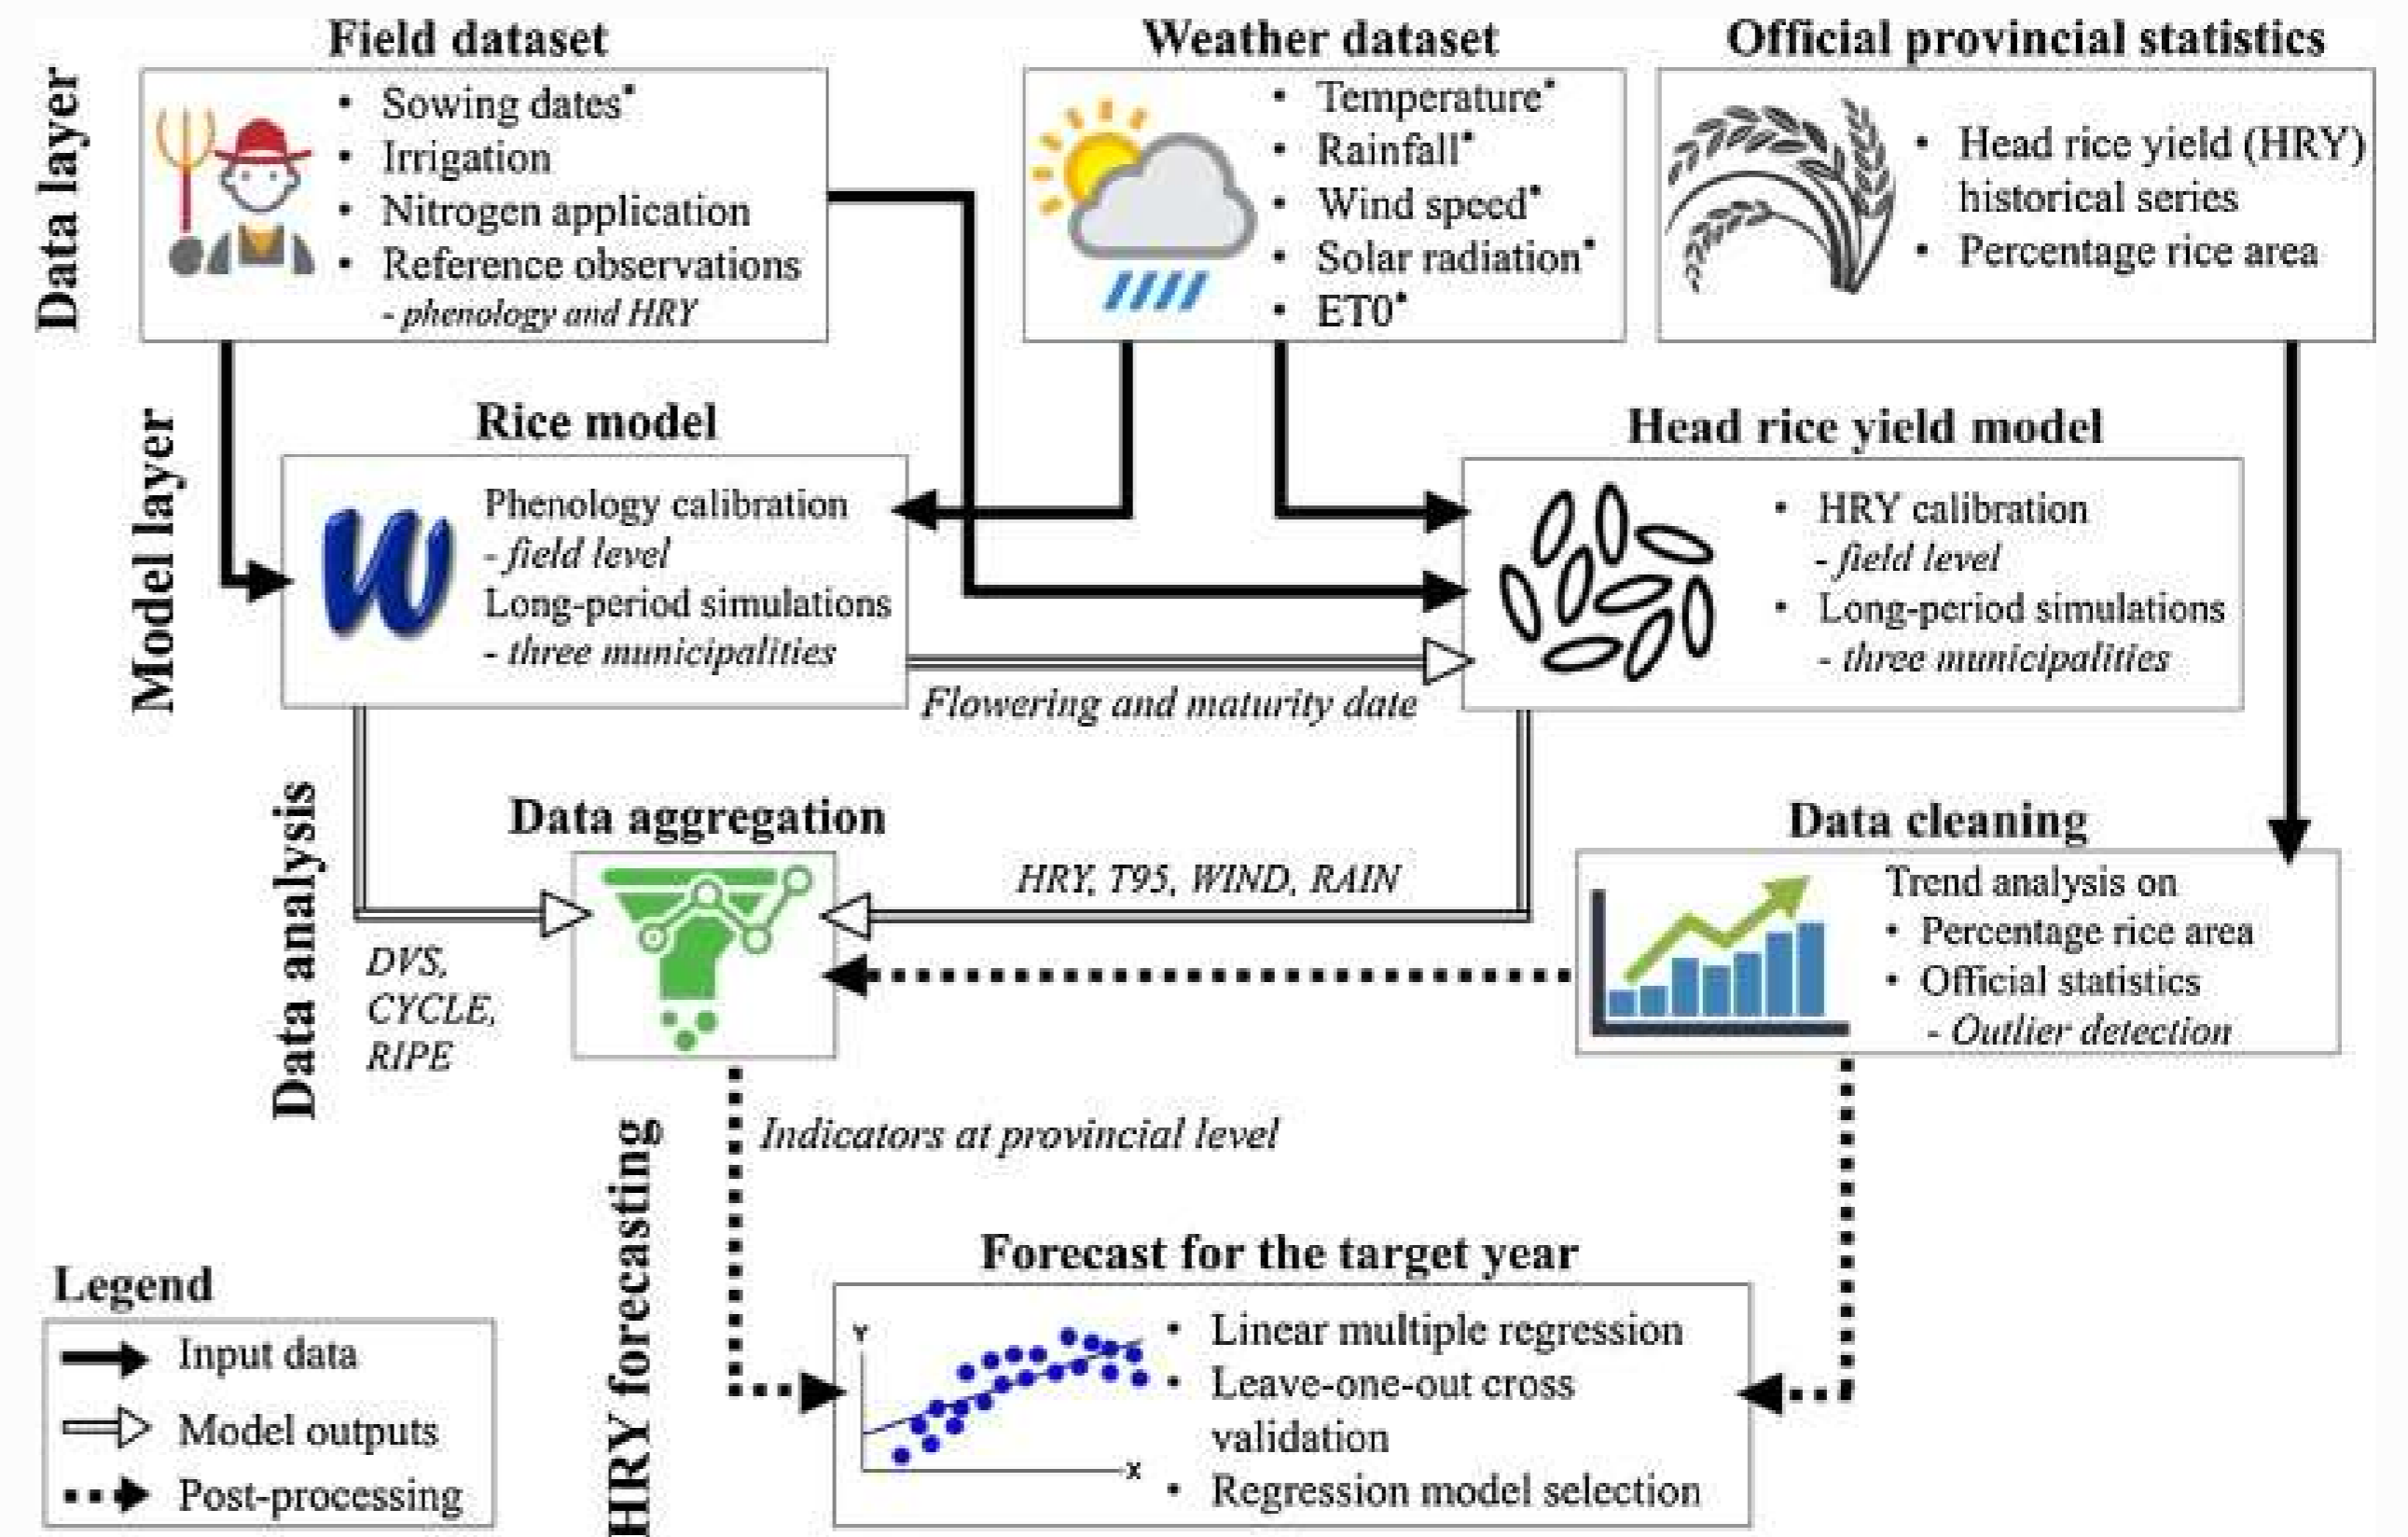 Field dataset
• Sowing dates*
• Irrigation
• Nitrogen application
• Reference observations
- phenology and HRY
Weather dataset
• Temperature*
• Rainfall*
• Wind speed*
• Solar radiation*
• ET0*
Official provincial statistics
• Head rice yield (HRY)
historical series
• Percentage rice area
Data layer
Model layer
Rice model
W
Phenology calibration
- field level
Long-period simulations
- three municipalities
Head rice yield model
• HRY calibration
- field level
• Long-period simulations
- three municipalities
Flowering and maturity date
Data analysis
Data aggregation
HRY, T95, WIND, RAIN
DVS,
CYCLE,
RIPE
Data cleaning
Trend analysis on
• Percentage rice area
• Official statistics
- Outlier detection
Indicators at provincial level
HRY forecasting
Forecast for the target year
Y
X
• Linear multiple regression
• Leave-one-out cross
validation
• Regression model selection
Legend
Input data
Model outputs
Post-processing